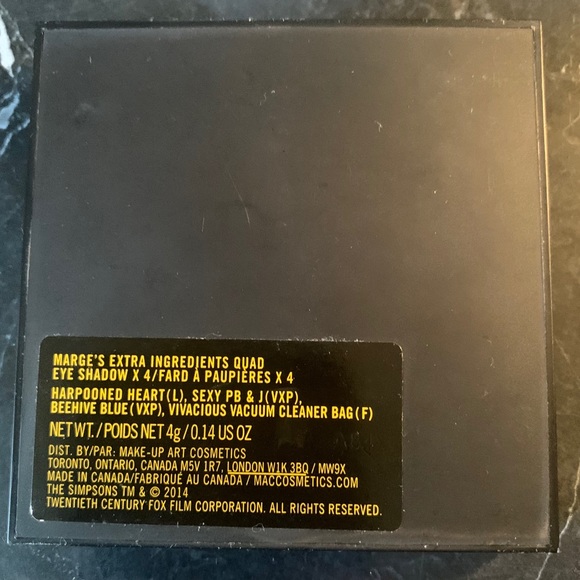 MARGE'S EXTRA INGREDIENTS QUAD
EYE SHADOW X 4/FARD À PAUPIÈRES X 4
HARPOONED HEART(L), SEXY PB & J(VXP),
BEEHIVE BLUE(VXP), VIVACIOUS VACUUM CLEANER BAG(F)
NET WT./POIDS NET 4g/0.14 US OZ
DIST. BY/PAR: MAKE-UP ART COSMETICS
TORONTO, ONTARIO, CANADA M5V 1R7, LONDON W1K 3BQ / MW9X
MADE IN CANADA/FABRIQUÉ AU CANADA / MACCOSMETICS.COM
THE SIMPSONS TM & © 2014
TWENTIETH CENTURY FOX FILM CORPORATION. ALL RIGHTS RESERVED.